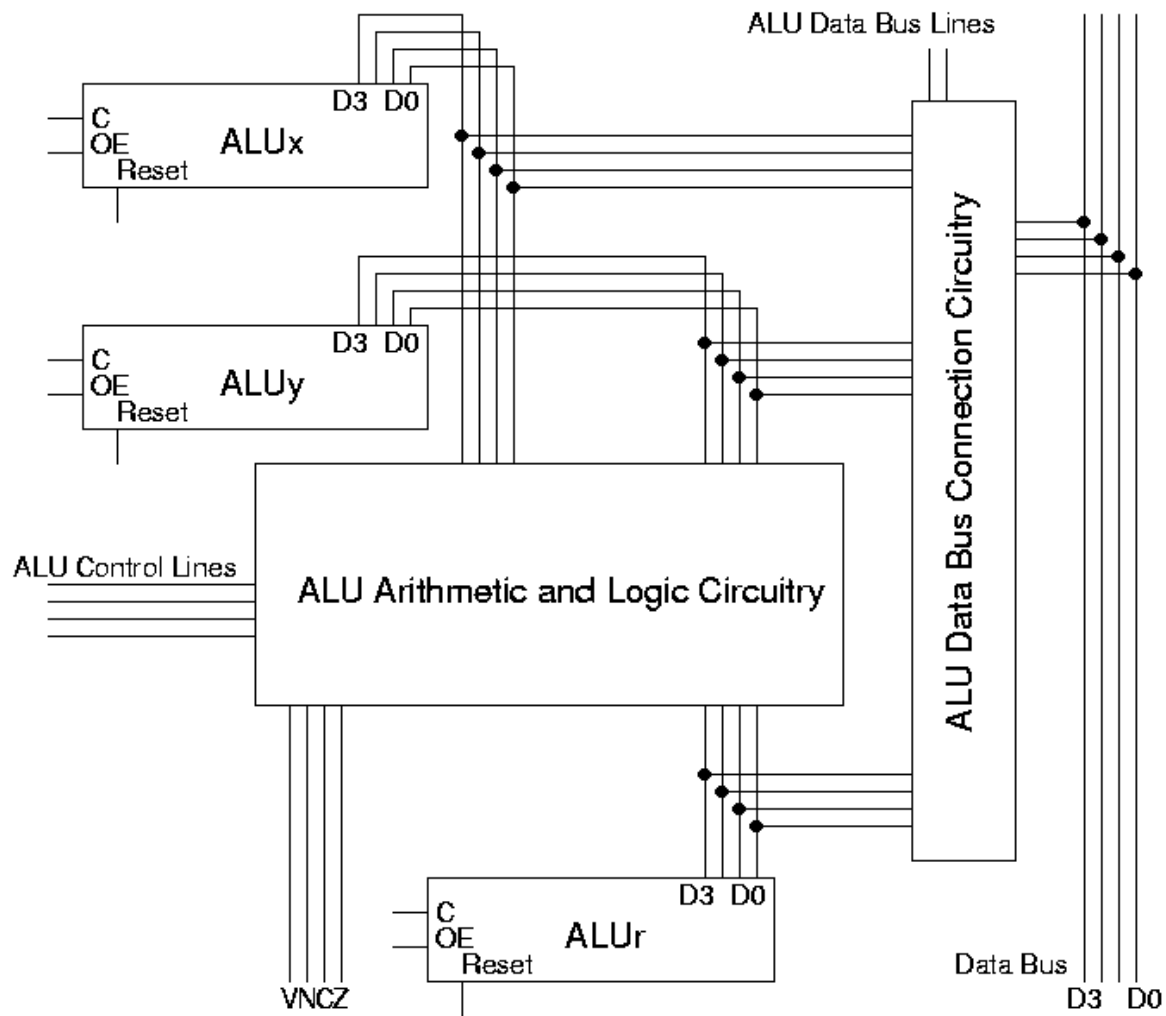 ALU Data Bus Lines
D3 D0
C
OE
ALUx
Reset
D3 D0
C
OE
ALUy
Reset
ALU Data Bus Connection Circuitry
ALU Control Lines
ALU Arithmetic and Logic Circuitry
D3 D0
C
OE
ALUr
Reset
VNCZ
Data Bus
D3 D0